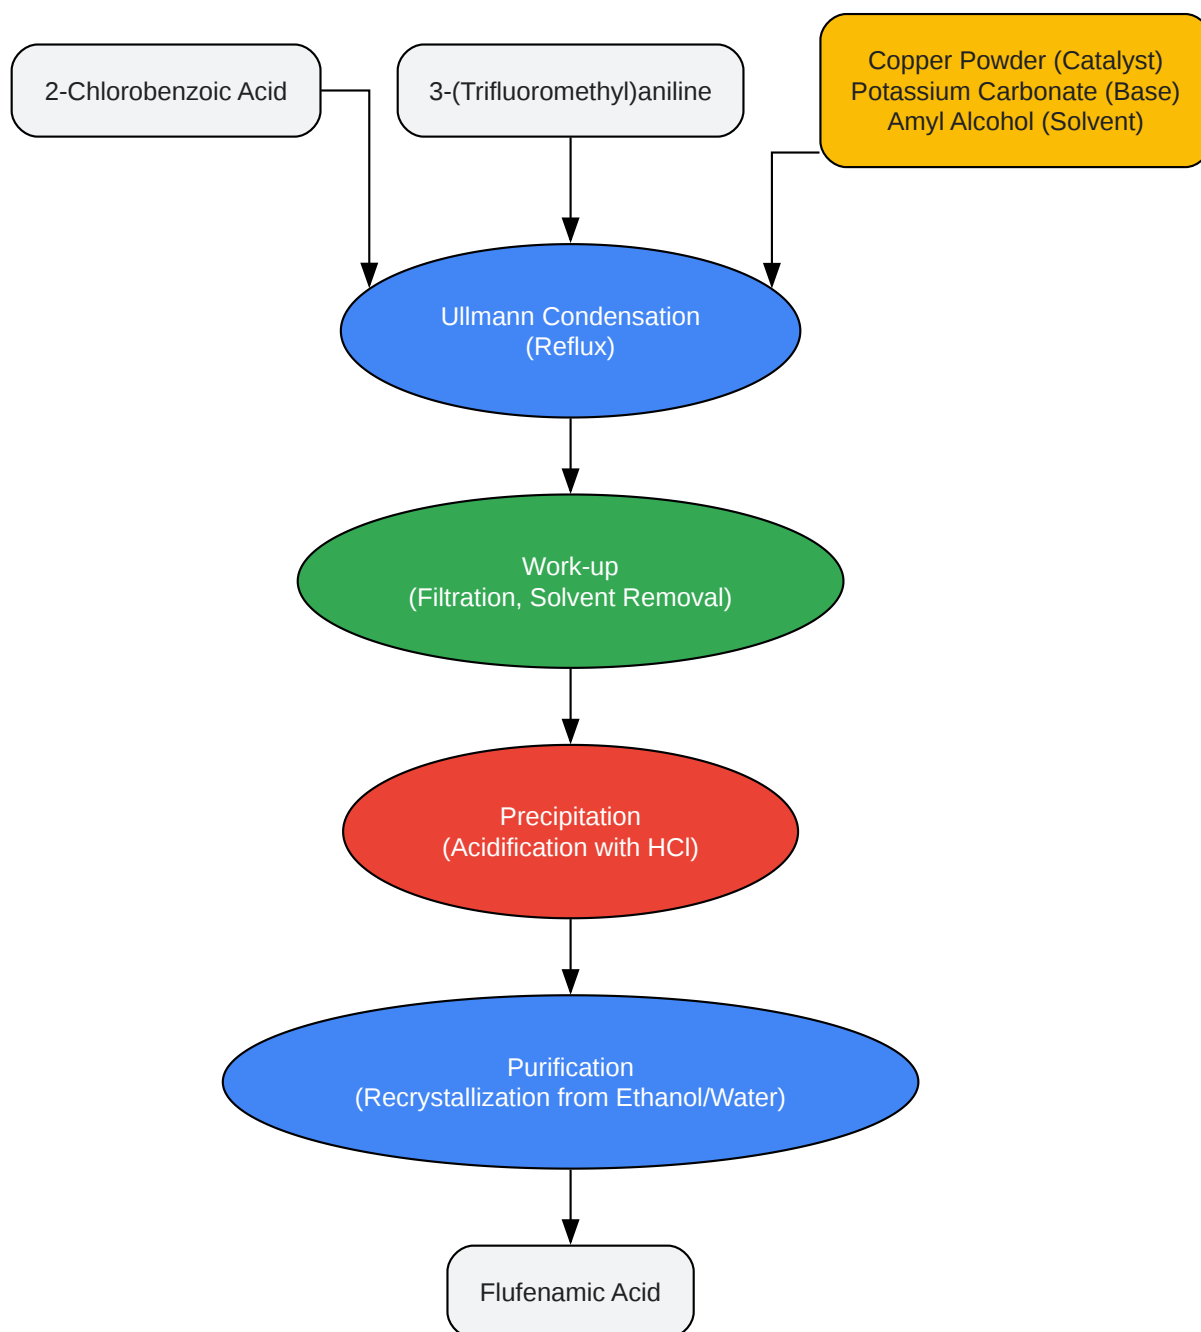 2-Chlorobenzoic Acid
3-(Trifluoromethyl)aniline
Copper Powder (Catalyst)
Potassium Carbonate (Base)
Amyl Alcohol (Solvent)
Ullmann Condensation
(Reflux)
Work-up
(Filtration, Solvent Removal)
Precipitation
(Acidification with HCl)
Purification
(Recrystallization from Ethanol/Water)
Flufenamic Acid